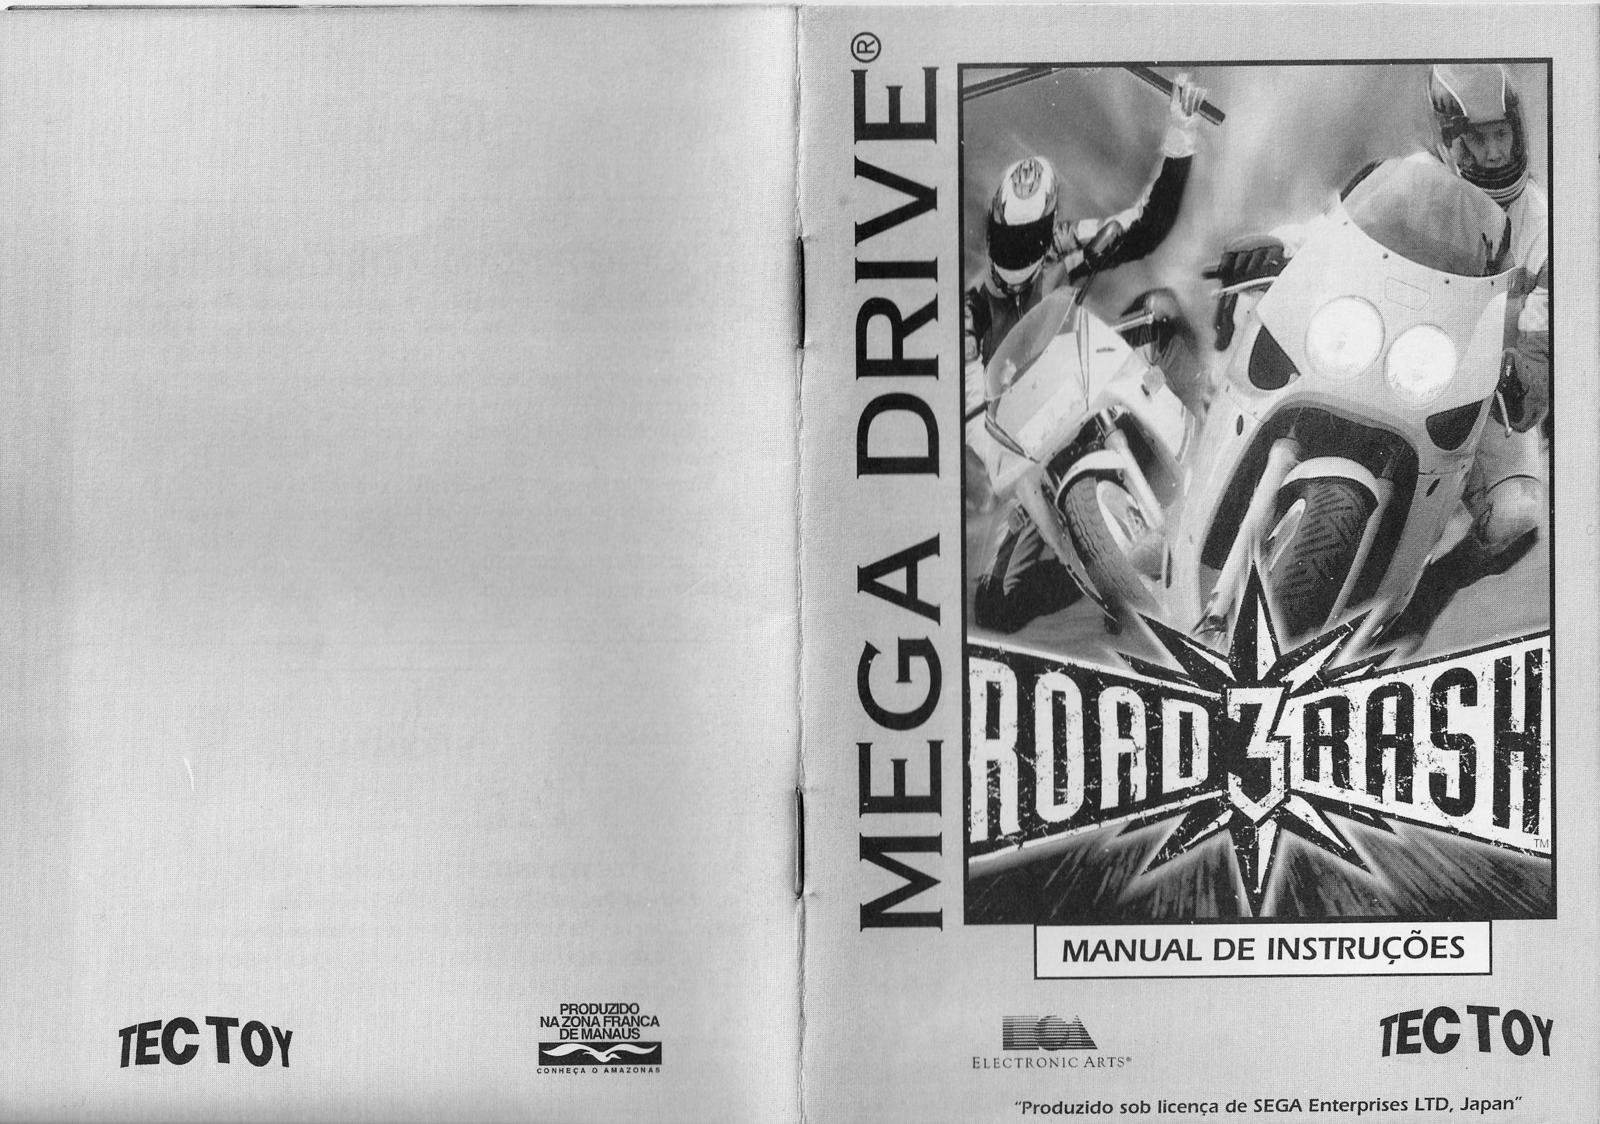 TEC TOY
PRODUZIDO
NA ZONA FRANCA
DE MANAUS
CONHEÇA O AMAZONAS
MEGA DRIVE®
ROAD 3 RASH
TM
MANUAL DE INSTRUÇÕES
EA
ELECTRONIC ARTS®
TEC TOY
“Produzido sob licença de SEGA Enterprises LTD, Japan”